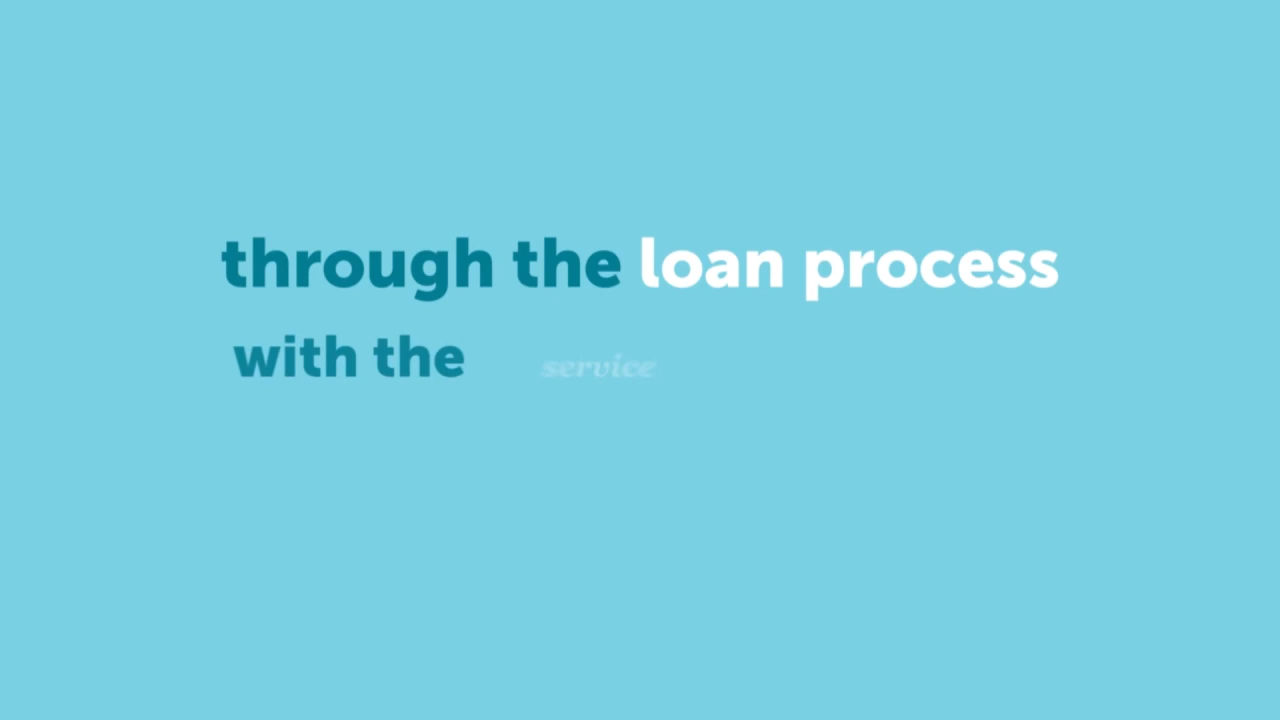 through the loan process
with the service